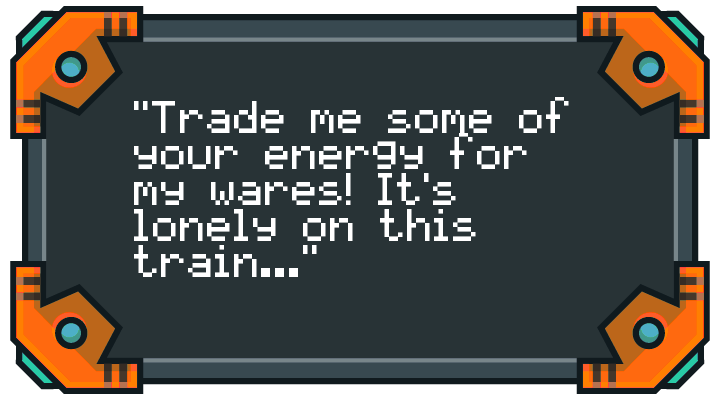 "Trade me some of
your energy for
my wares! It's
lonely on this
train..."